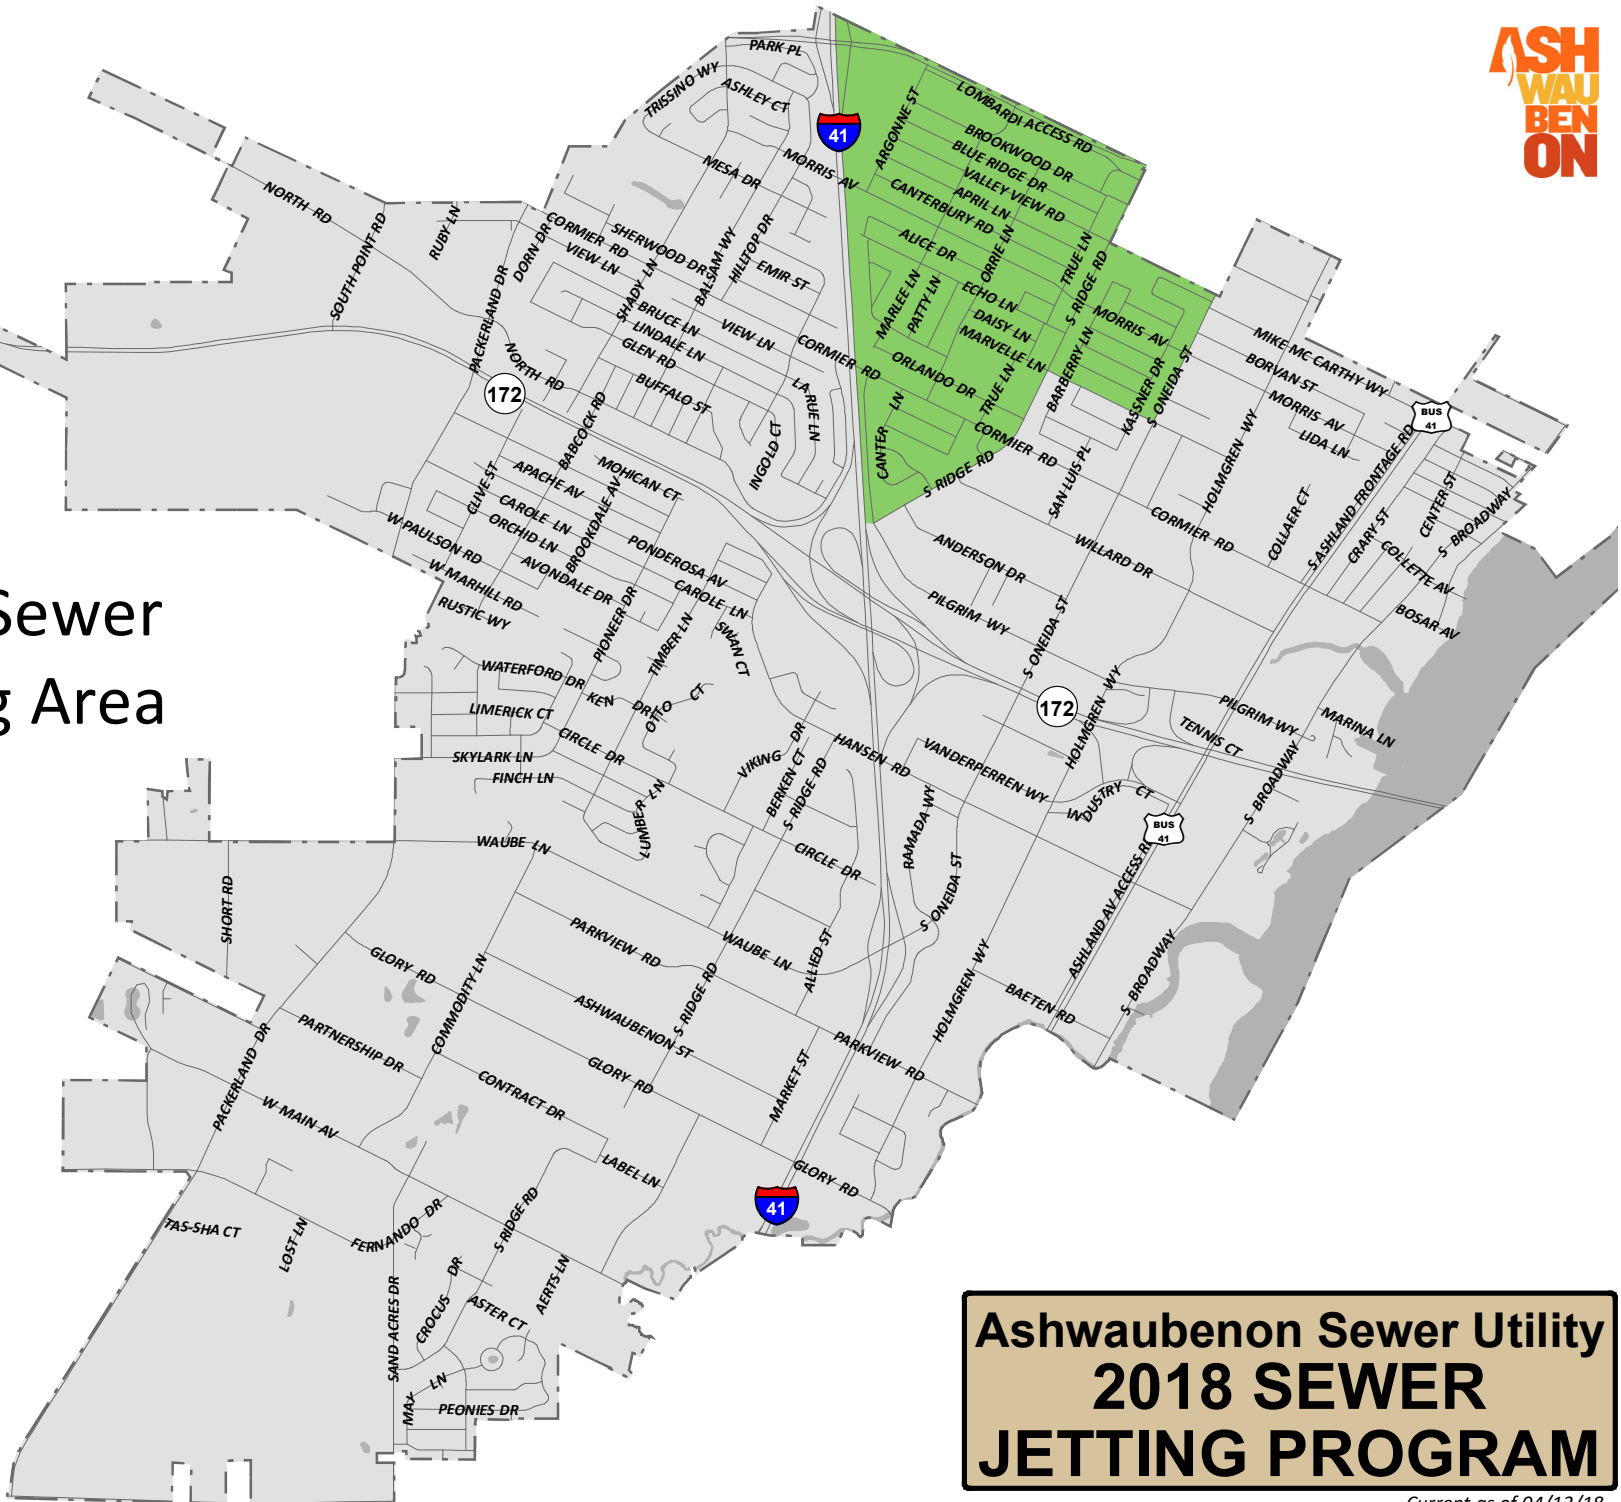 ASH
WAU
BEN
ON
PARK PL
TRISSINO WY
ASHLEY CT
41
LOMBARDI ACCESS RD
ARGONNE ST
BROOKWOOD DR
BLUE RIDGE DR
VALLEY VIEW RD
APRIL LN
CANTERBURY RD
MORRIS AV
MESA DR
NORTH RD
SOUTH POINT RD
RUBY LN
DORN DR
PACKERLAND DR
CORMIER RD
VIEW LN
SHERWOOD DR
SHADY LN
BALSAM WY
HILLTOP DR
EMIR ST
ALICE DR
ORRIE LN
TRUE LN
S RIDGE RD
MARLEE LN
PATTY LN
ECHO LN
DAISY LN
MARVELLE LN
MORRIS AV
BARBERRY LN
KASSNER DR
S ONEIDA ST
MIKE MC CARTHY WY
BORVAN ST
MORRIS AV
LIDA LN
BUS
41
BRUCE LN
LINDALE LN
GLEN RD
VIEW LN
CORMIER RD
ORLANDO DR
TRUE LN
NORTH RD
172
BUFFALO ST
LA RUE LN
INGOLD CT
BABCOCK RD
CANTER LN
CORMIER RD
S RIDGE RD
SAN LUIS PL
HOLMGREN WY
COLLAER CT
S ASHLAND FRONTAGE RD
CRARY ST
CENTER ST
S BROADWAY
COLLETTE AV
BOSAR AV
CORMIER RD
WILLARD DR
ANDERSON DR
PILGRIM WY
S ONEIDA ST
CLIVE ST
APACHE AV
MOHICAN CT
CAROLE LN
ORCHID LN
BROOKDALE AV
W PAULSON RD
AVONDALE DR
PONDEROSA AV
CAROLE LN
W MARHILL RD
RUSTIC WY
PIONEER DR
TIMBER LN
SWAN CT
Sewer
Area
WATERFORD DR
KEN DR
OTTO CT
LIMERICK CT
CIRCLE DR
SKYLARK LN
FINCH LN
LUMBER LN
VIKING DR
BERKEN CT
S RIDGE RD
HANSEN RD
VANDERPERREN WY
172
HOLMGREN WY
INDUSTRY CT
TENNIS CT
PILGRIM WY
MARINA LN
S BROADWAY
BUS
41
RAMADA WY
S ONEIDA ST
CIRCLE DR
WAUBE LN
SHORT RD
PARKVIEW RD
WAUBE LN
ALLIED ST
ASHLAND AV ACCESS RD
S BROADWAY
HOLMGREN WY
BAETEN RD
GLORY RD
COMMODITY LN
ASHWAUBENON ST
S RIDGE RD
PARTNERSHIP DR
PACKERLAND DR
CONTRACT DR
GLORY RD
MARKET ST
PARKVIEW RD
W MAIN AV
LABEL LN
GLORY RD
41
TAS-SHA CT
LOST LN
FERNANDO DR
S RIDGE RD
SAND ACRES DR
CROCUS DR
ASTER CT
AERTS LN
MAX LN
PEONIES DR
Ashwaubenon Sewer Utility
2018 SEWER
JETTING PROGRAM